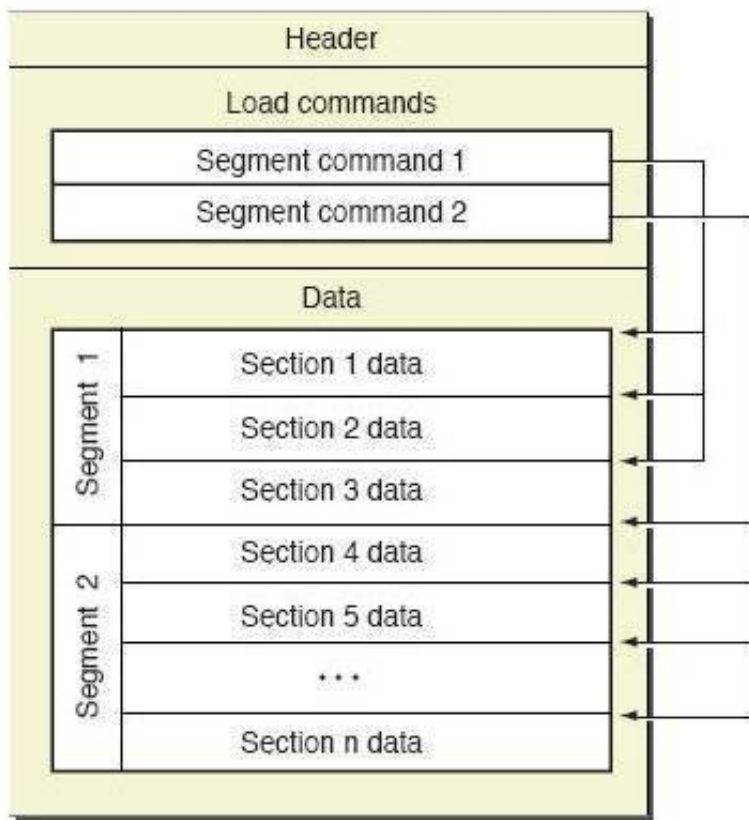 Header
Load commands
Segment command 1
Segment command 2
Data
Segment 1
Section 1 data
Section 2 data
Section 3 data
Segment 2
Section 4 data
Section 5 data
...
Section n data